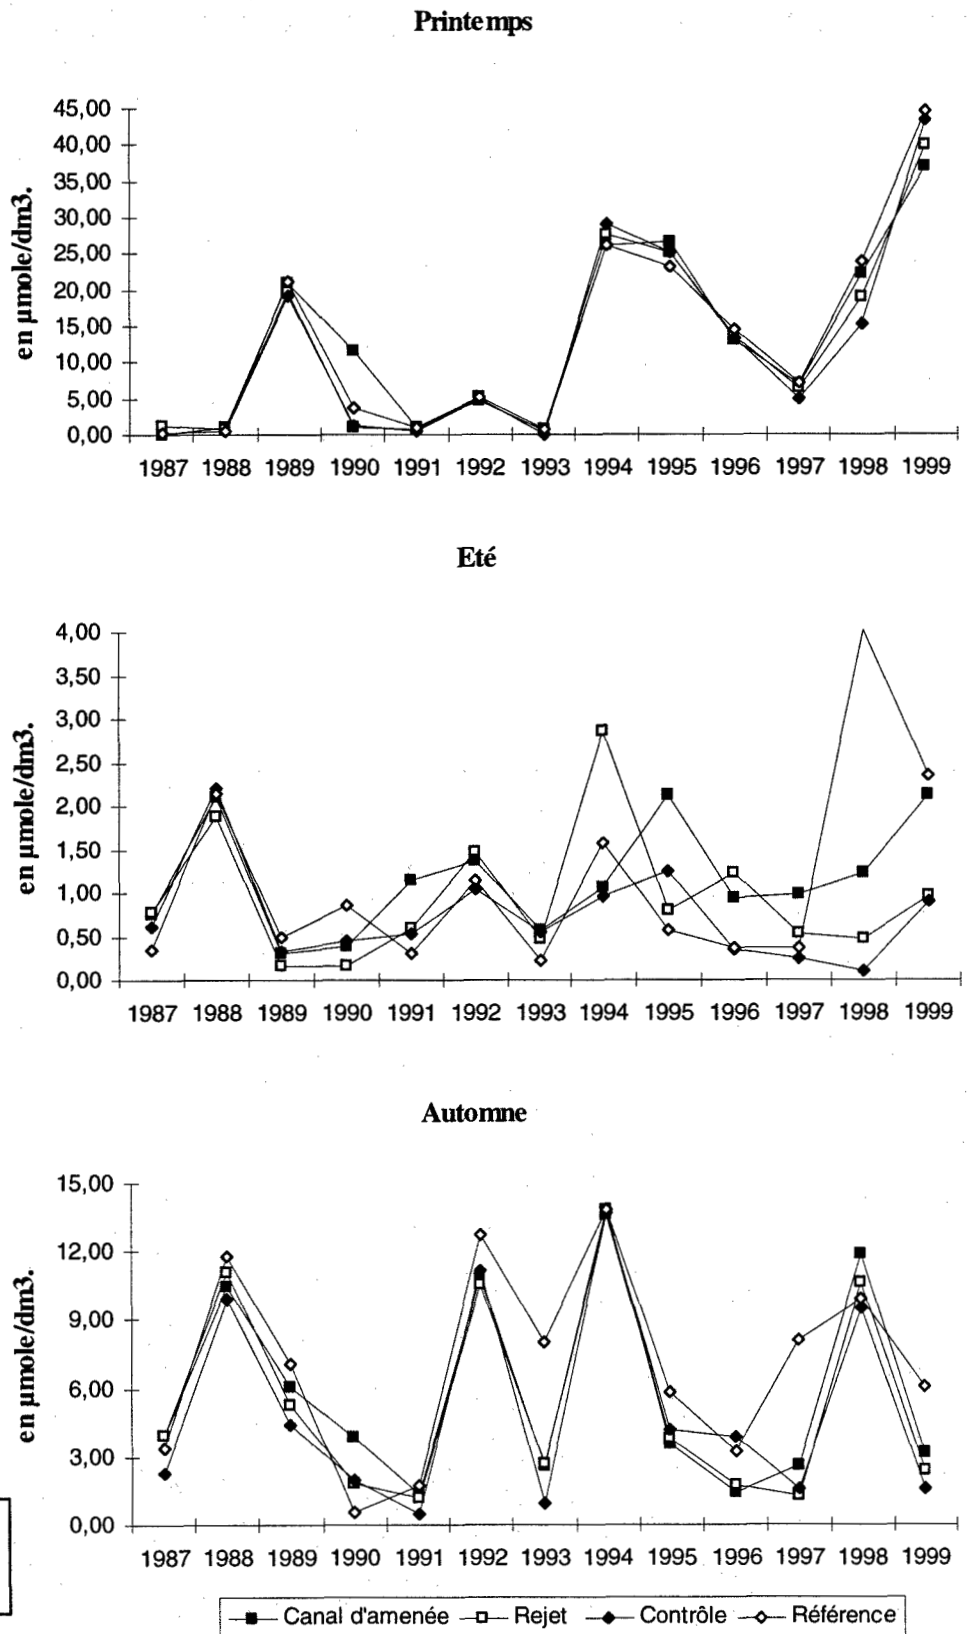 Printemps
en µmole/dm3.
45,00
40,00
35,00
30,00
25,00
20,00
15,00
10,00
5,00
0,00
1987 1988 1989 1990 1991 1992 1993 1994 1995 1996 1997 1998 1999
Eté
en µmole/dm3.
4,00
3,50
3,00
2,50
2,00
1,50
1,00
0,50
0,00
1987 1988 1989 1990 1991 1992 1993 1994 1995 1996 1997 1998 1999
Automne
en µmole/dm3.
15,00
12,00
9,00
6,00
3,00
0,00
1987 1988 1989 1990 1991 1992 1993 1994 1995 1996 1997 1998 1999
Canal d'amenée Rejet Contrôle Référence